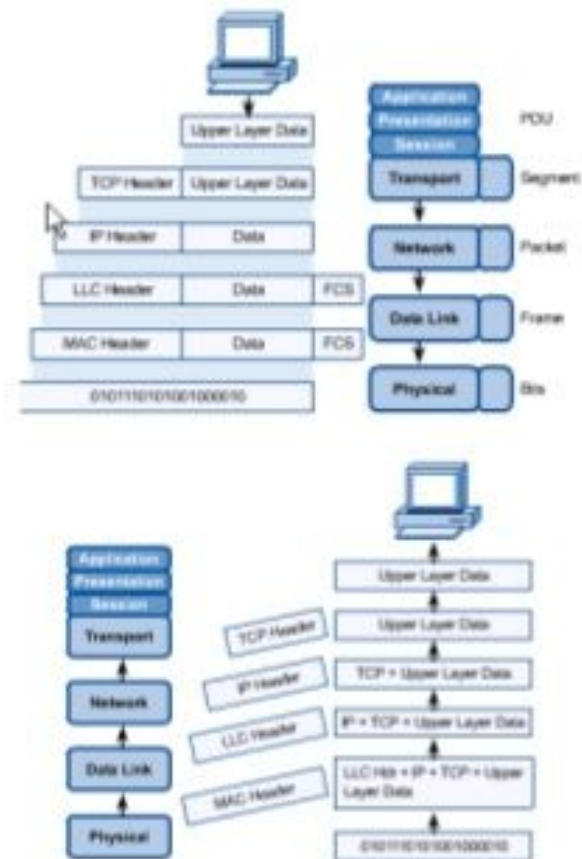 Upper Layer Data
TCP Header Upper Layer Data
IP Header Data
LLC Header Data FCS
MAC Header Data FCS
0101110101001000010
Application
Presentation
Session
PDU
Transport Segment
Network Packet
Data Link Frame
Physical Bits
Application
Presentation
Session
Transport
Network
Data Link
Physical
TCP Header
IP Header
LLC Header
MAC Header
Upper Layer Data
Upper Layer Data
TCP + Upper Layer Data
IP + TCP + Upper Layer Data
LLC Hdr + IP + TCP + Upper
Layer Data
0101110101001000010